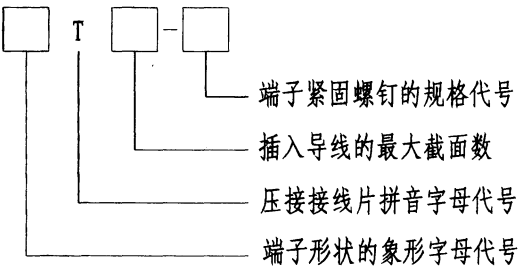 T -
端子紧固螺钉的规格代号
插入导线的最大截面数
压接接线片拼音字母代号
端子形状的象形字母代号